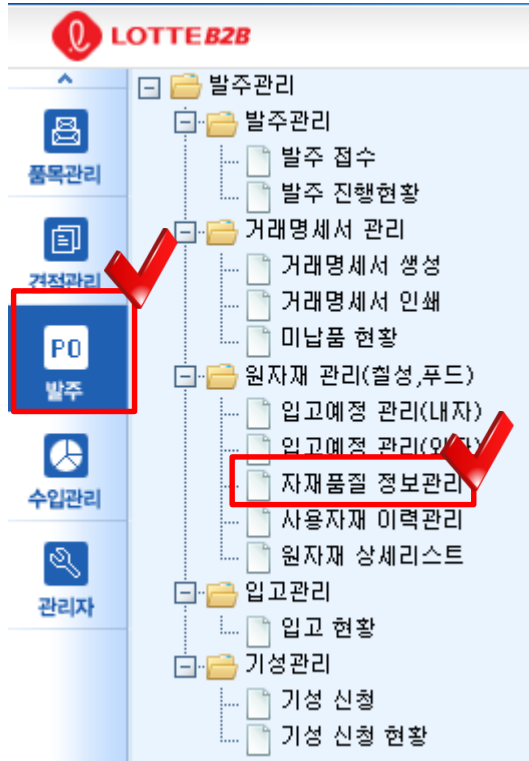 LOTTE B2B
품목관리
견적관리
PO
발주
수입관리
관리자
발주관리
발주관리
발주 접수
발주 진행현황
거래명세서 관리
거래명세서 생성
거래명세서 인쇄
미납품 현황
원자재 관리(칠성,푸드)
입고예정 관리(내자)
입고예정 관리(외자)
자재품질 정보관리
사용자재 이력관리
원자재 상세리스트
입고관리
입고 현황
기성관리
기성 신청
기성 신청 현황